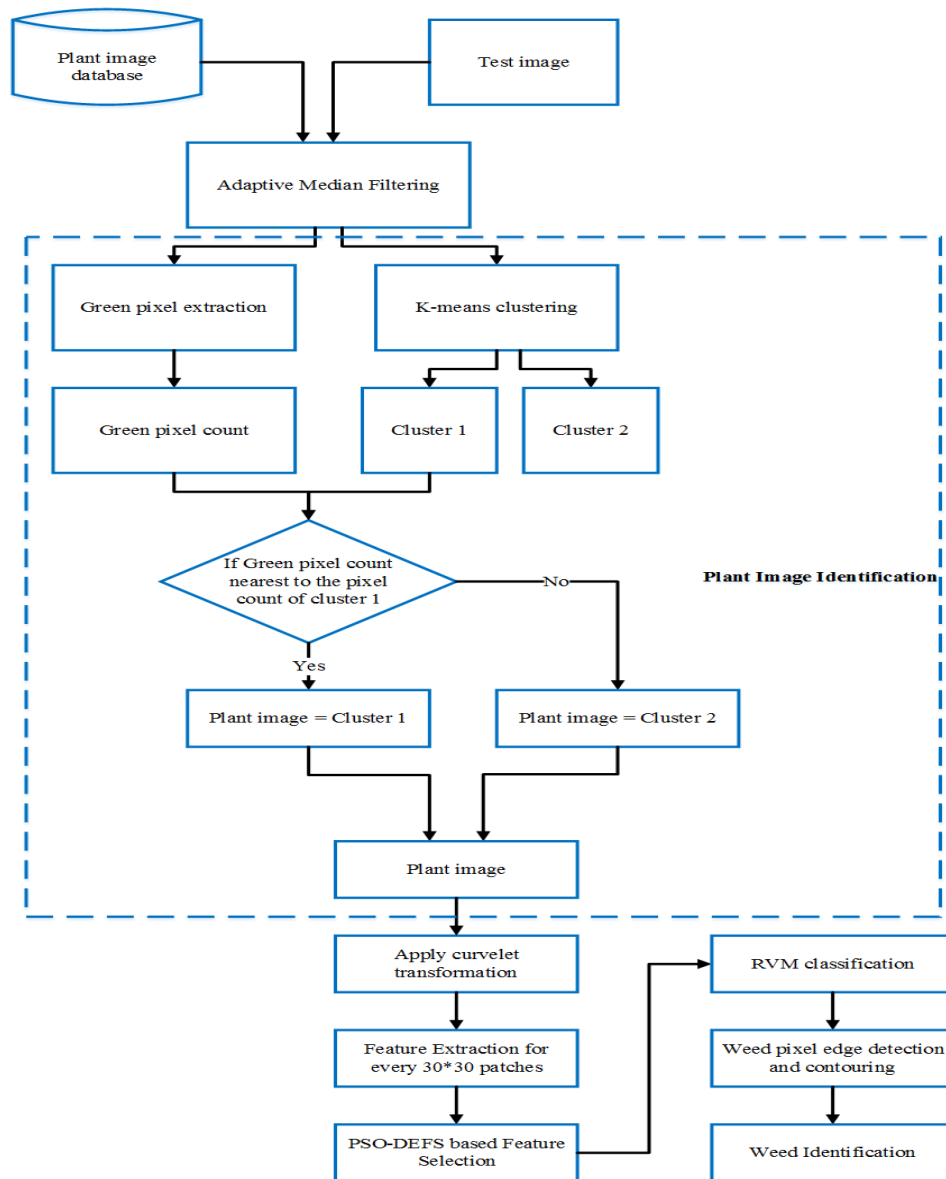 Plant image
database
Test image
Adaptive Median Filtering
Green pixel extraction
K-means clustering
Green pixel count
Cluster 1
Cluster 2
If Green pixel count
nearest to the pixel
count of cluster 1
No
Plant Image Identification
Yes
Plant image = Cluster 1
Plant image = Cluster 2
Plant image
Apply curvelet
transformation
RVM classification
Feature Extraction for
every 30*30 patches
Weed pixel edge detection
and contouring
PSO-DEFS based Feature
Selection
Weed Identification